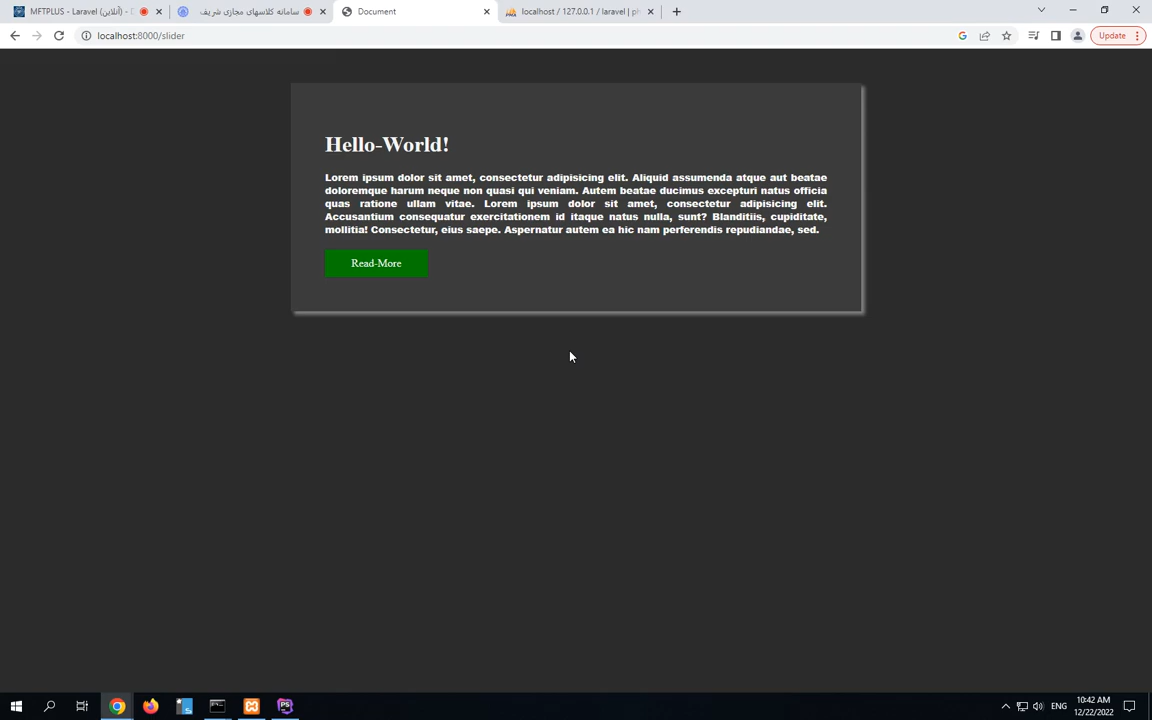 MFTPLUS - Laravel (آنلاین) - D
سامانه کلاسهای مجازی شریف
Document
localhost / 127.0.0.1 / laravel | ph
localhost:8000/slider
Update
Hello-World!
Lorem ipsum dolor sit amet, consectetur adipisicing elit. Aliquid assumenda atque aut beatae
doloremque harum neque non quasi qui veniam. Autem beatae ducimus excepturi natus officia
quas ratione ullam vitae. Lorem ipsum dolor sit amet, consectetur adipisicing elit.
Accusantium consequatur exercitationem id itaque natus nulla, sunt? Blanditiis, cupiditate,
mollitia! Consectetur, eius saepe. Aspernatur autem ea hic nam perferendis repudiandae, sed.
Read-More
ENG
10:42 AM
12/22/2022